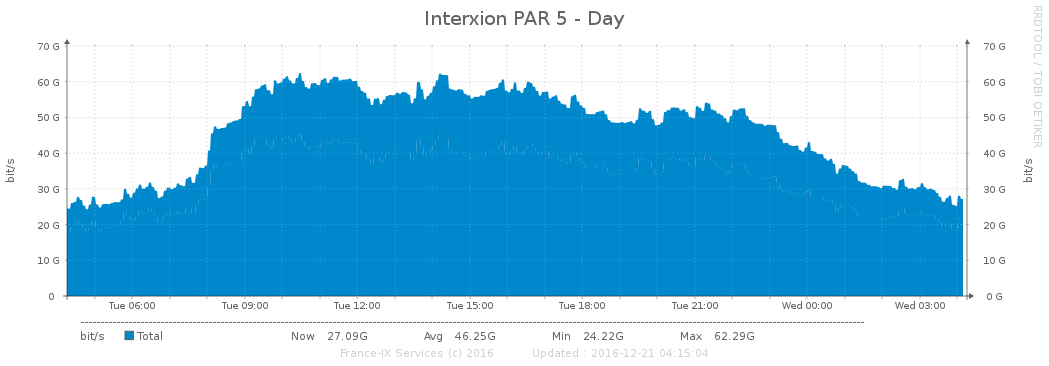 Interxion PAR 5 - Day
RRDTOOL / TOBI OETIKER
bit/s
70 G
60 G
50 G
40 G
30 G
20 G
10 G
0
70 G
60 G
50 G
40 G
30 G
20 G
10 G
0 G
bit/s
Tue 06:00 Tue 09:00 Tue 12:00 Tue 15:00 Tue 18:00 Tue 21:00 Wed 00:00 Wed 03:00
bit/s Total Now 27.09G Avg 46.25G Min 24.22G Max 62.29G
France-IX Services (c) 2016 Updated : 2016-12-21 04:15:04